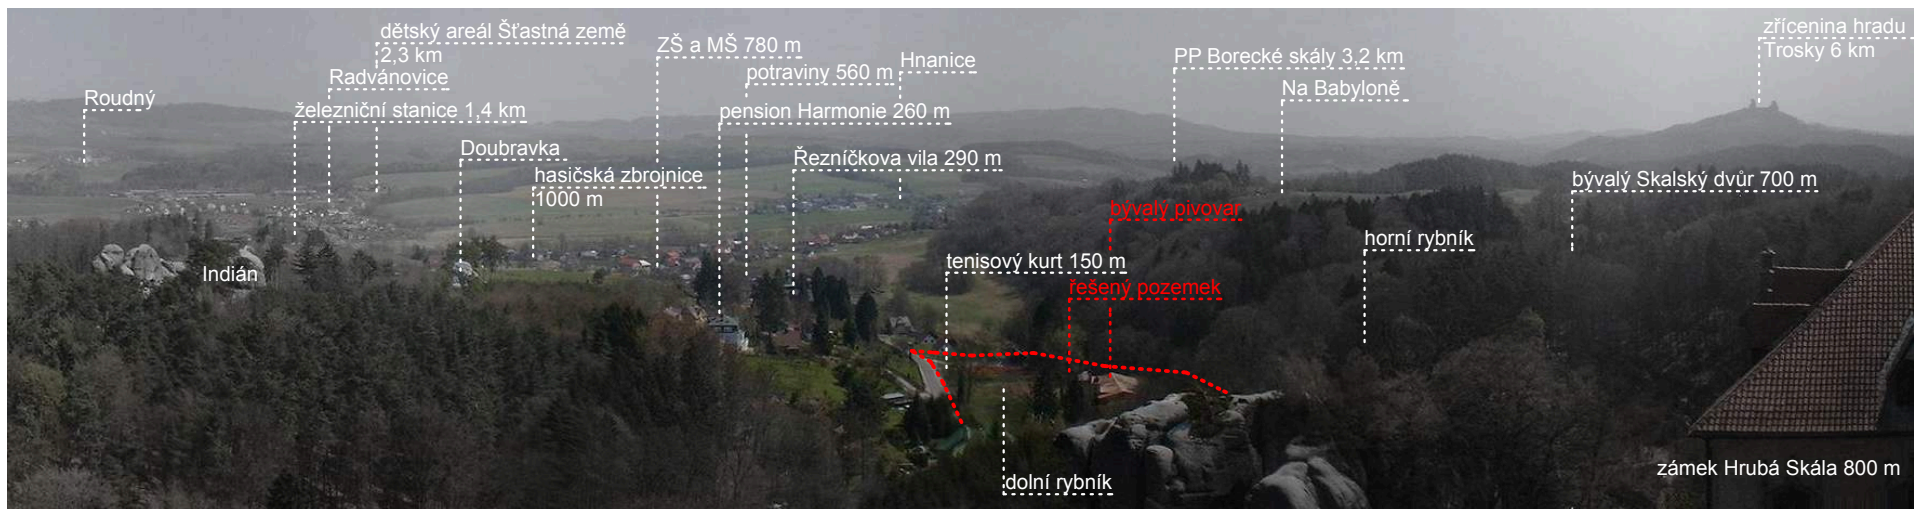 dětský areál Šťastná země
2,3 km
Radvánovice
Roudný
železniční stanice 1,4 km
ZŠ a MŠ 780 m
potraviny 560 m
Hnanice
pension Harmonie 260 m
Doubravka
hasičská zbrojnice
1000 m
Řezníčkova vila 290 m
PP Borecké skály 3,2 km
Na Babyloně
zřícenina hradu
Trosky 6 km
bývalý Skalský dvůr 700 m
bývalý pivovar
horní rybník
tenisový kurt 150 m
řešený pozemek
Indián
zámek Hrubá Skála 800 m
dolní rybník